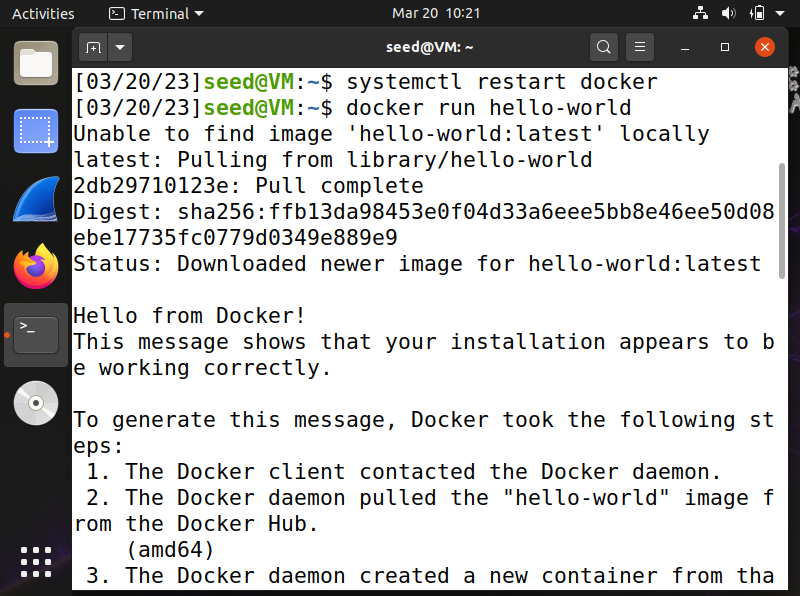 Activities Terminal Mar 20 10:21
seed@VM: ~
[03/20/23]seed@VM:~$ systemctl restart docker
[03/20/23]seed@VM:~$ docker run hello-world
Unable to find image 'hello-world:latest' locally
latest: Pulling from library/hello-world
2db29710123e: Pull complete
Digest: sha256:ffb13da98453e0f04d33a6eee5bb8e46ee50d08
ebe17735fc0779d0349e889e9
Status: Downloaded newer image for hello-world:latest
Hello from Docker!
This message shows that your installation appears to b
e working correctly.
To generate this message, Docker took the following st
eps:
1. The Docker client contacted the Docker daemon.
2. The Docker daemon pulled the "hello-world" image f
rom the Docker Hub.
(amd64)
3. The Docker daemon created a new container from tha